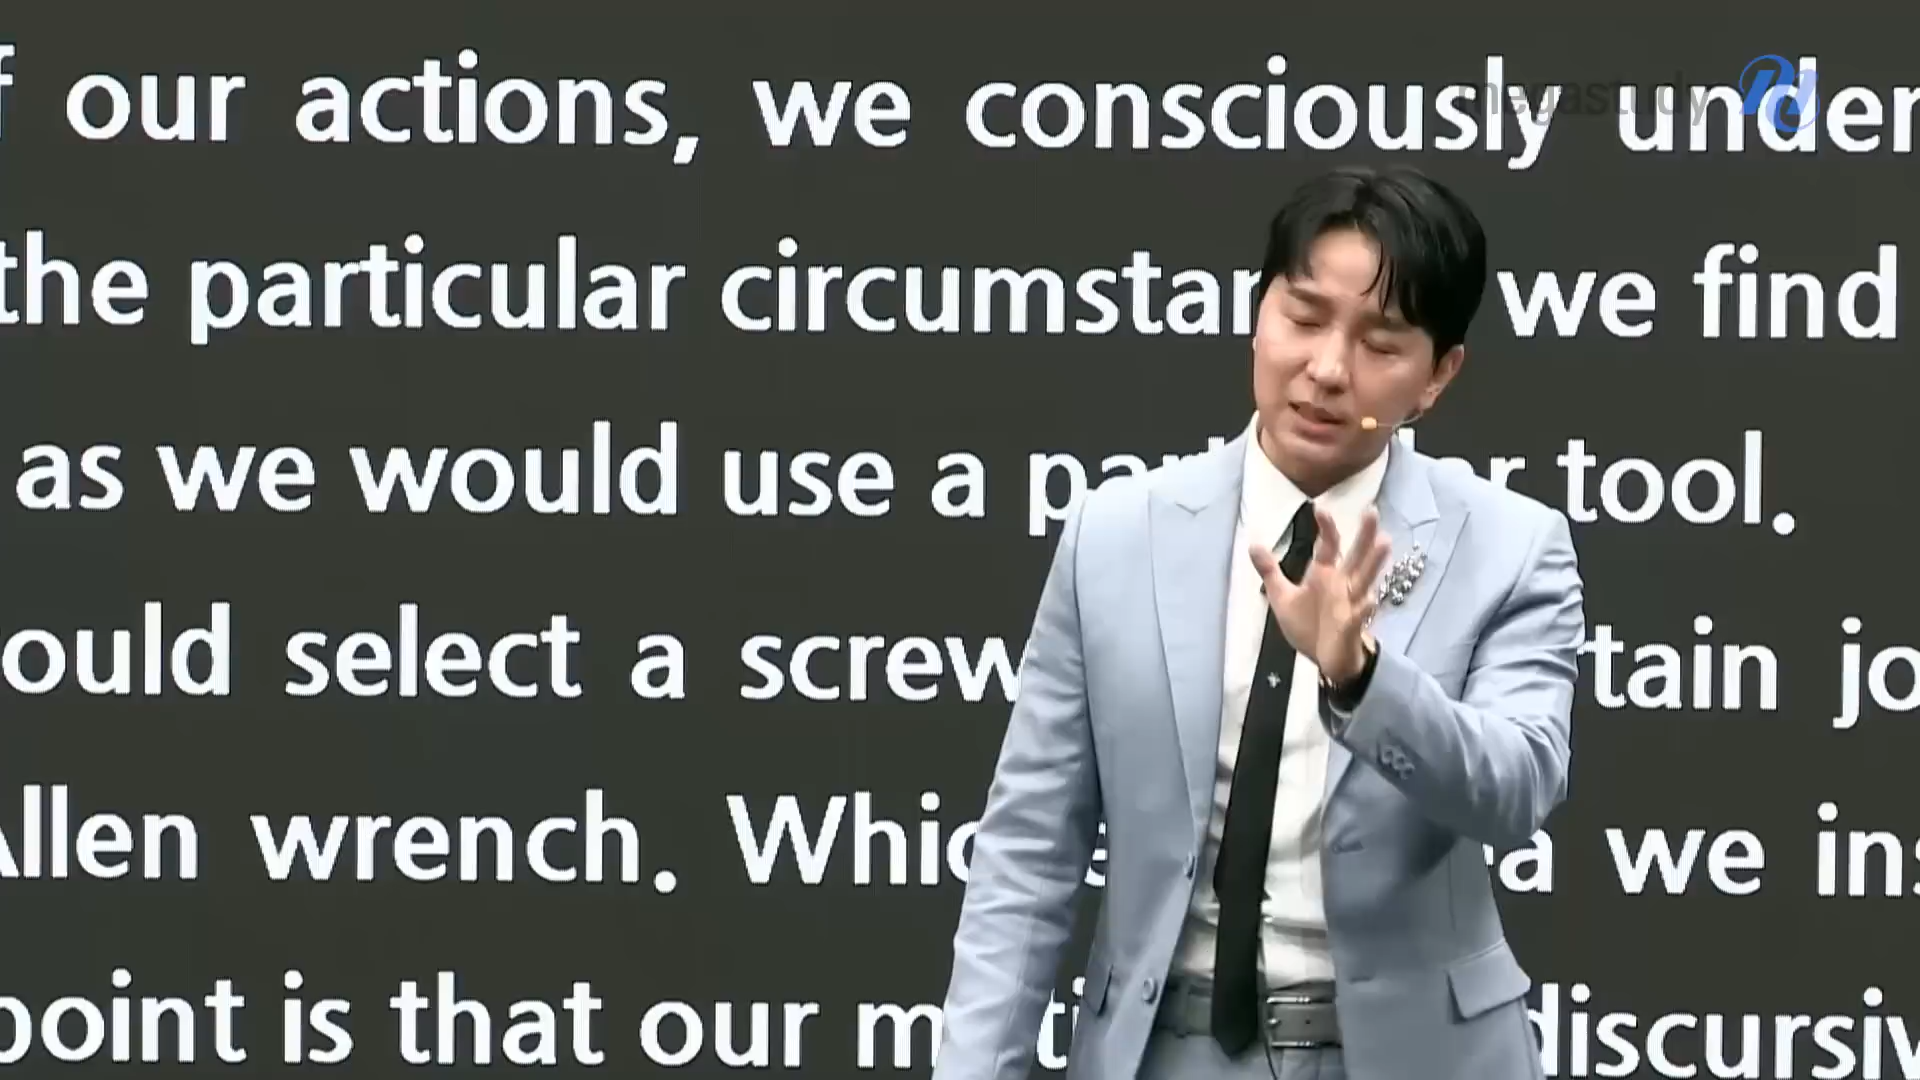 our actions, we consciously under
megastudy
the particular circumstan we find
as we would use a tool.
ould select a screw tain jo
Allen wrench. Whic a we ins
point is that our discursiv